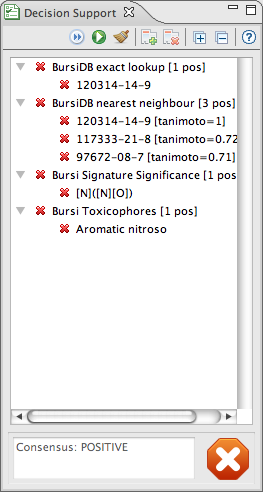 Decision Support
BursiDB exact lookup [1 pos]
120314-14-9
BursiDB nearest neighbour [3 pos]
120314-14-9 [tanimoto=1]
117333-21-8 [tanimoto=0.72
97672-08-7 [tanimoto=0.71]
Bursi Signature Significance [1 pos
[N]([N][O])
Bursi Toxicophores [1 pos]
Aromatic nitroso
Consensus: POSITIVE